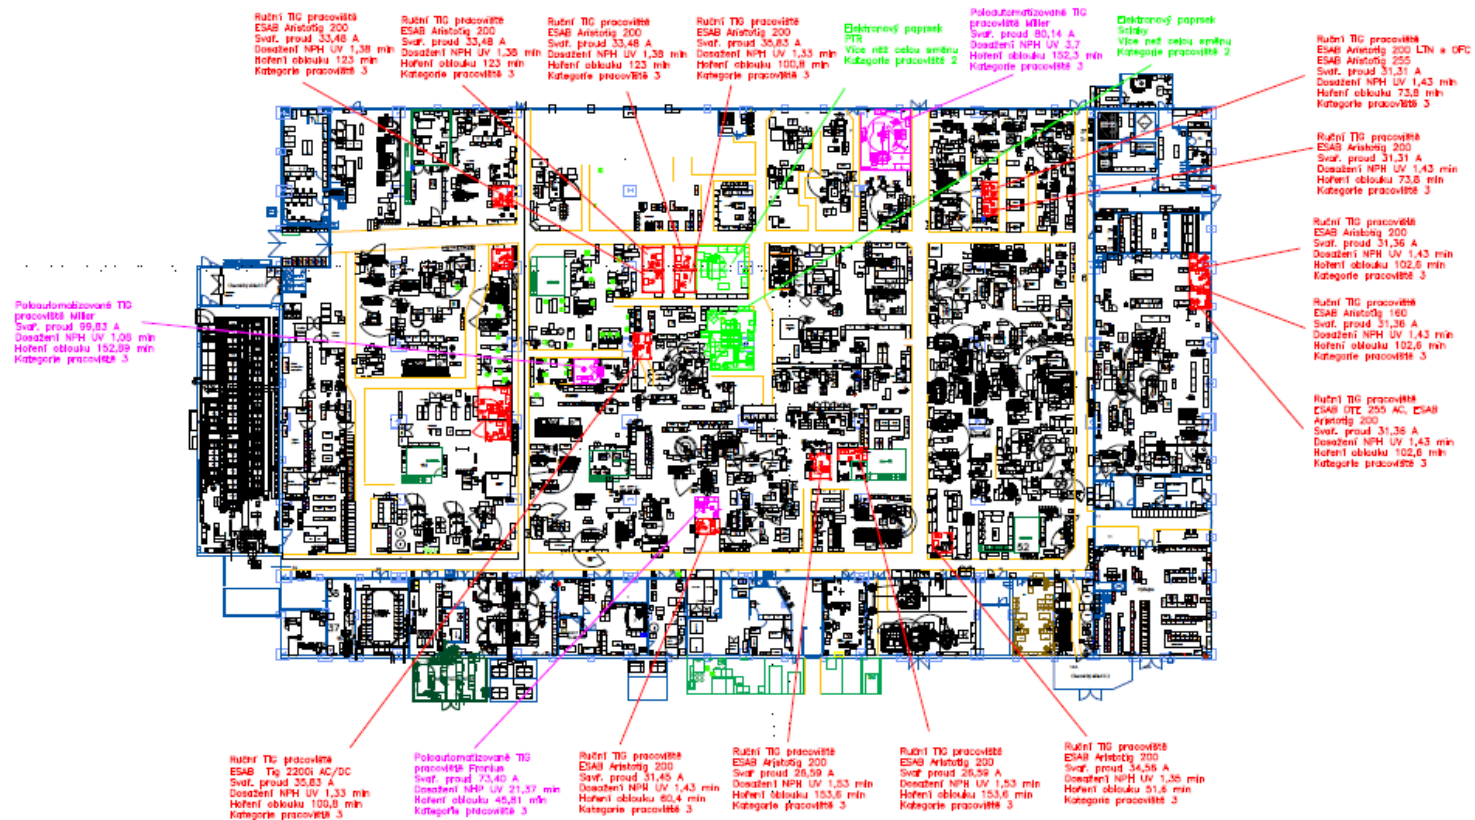 Ruční TIG pracoviště
ESAB Aristotig 200
Svař. proud 33,48 A
Dosažení NPH UV 1,38 min
Hoření oblouku 123 min
Kategorie pracoviště 3
Ruční TIG pracoviště
ESAB Aristotig 200
Svař. proud 33,48 A
Dosažení NPH UV 1,38 min
Hoření oblouku 123 min
Kategorie pracoviště 3
Ruční TIG pracoviště
ESAB Aristotig 200
Svař. proud 33,48 A
Dosažení NPH UV 1,38 min
Hoření oblouku 123 min
Kategorie pracoviště 3
Ruční TIG pracoviště
ESAB Aristotig 200
Svař. proud 35,83 A
Dosažení NPH UV 1,33 min
Hoření oblouku 100,8 min
Kategorie pracoviště 3
Elektronový paprsek
PTR
Více než celou směnu
Kategorie pracoviště 2
Poloautomatizované TIG
pracoviště Miller
Svař. proud 80,14 A
Dosažení NPH UV 3,7
Hoření oblouku 152,3 min
Kategorie pracoviště 3
Elektronový paprsek
Sciaky
Více než celou směnu
Kategorie pracoviště 2
Ruční TIG pracoviště
ESAB Aristotig 200 LTN a OFC
ESAB Aristotig 255
Svař. proud 31,31 A
Dosažení NPH UV 1,43 min
Hoření oblouku 73,8 min
Kategorie pracoviště 3
Ruční TIG pracoviště
ESAB Aristotig 200
Svař. proud 31,31 A
Dosažení NPH UV 1,43 min
Hoření oblouku 73,8 min
Kategorie pracoviště 3
Ruční TIG pracoviště
ESAB Aristotig 200
Svař. proud 31,36 A
Dosažení NPH UV 1,43 min
Hoření oblouku 102,6 min
Kategorie pracoviště 3
Ruční TIG pracoviště
ESAB Aristotig 160
Svař. proud 31,36 A
Dosažení NPH UV 1,43 min
Hoření oblouku 102,6 min
Kategorie pracoviště 3
Ruční TIG pracoviště
ESAB DTE 255 AC, ESAB
Aristotig 200
Svař. proud 31,36 A
Dosažení NPH UV 1,43 min
Hoření oblouku 102,6 min
Kategorie pracoviště 3
Poloautomatizované TIG
pracoviště Miller
Svař. proud 99,83 A
Dosažení NPH UV 1,08 min
Hoření oblouku 152,89 min
Kategorie pracoviště 3
52
37
Ruční TIG pracoviště
ESAB Tig 2200i AC/DC
Svař. proud 35,83 A
Dosažení NPH UV 1,33 min
Hoření oblouku 100,8 min
Kategorie pracoviště 3
Poloautomatizované TIG
pracoviště Fronius
Svař. proud 73,40 A
Dosažení NHP UV 21,37 min
Hoření oblouku 45,81 min
Kategorie pracoviště 3
Ruční TIG pracoviště
ESAB Aristotig 200
Svař. proud 31,45 A
Dosažení NPH UV 1,43 min
Hoření oblouku 60,4 min
Kategorie pracoviště 3
Ruční TIG pracoviště
ESAB Aristotig 200
Svař proud 28,59 A
Dosažení NPH UV 1,53 min
Hoření oblouku 153,6 min
Kategorie pracoviště 3
Ruční TIG pracoviště
ESAB Aristotig 200
Svař proud 28,59 A
Dosažení NPH UV 1,53 min
Hoření oblouku 153,6 min
Kategorie pracoviště 3
Ruční TIG pracoviště
ESAB Aristotig 200
Svař. proud 34,56 A
Dosažení NPH UV 1,35 min
Hoření oblouku 51,6 min
Kategorie pracoviště 3